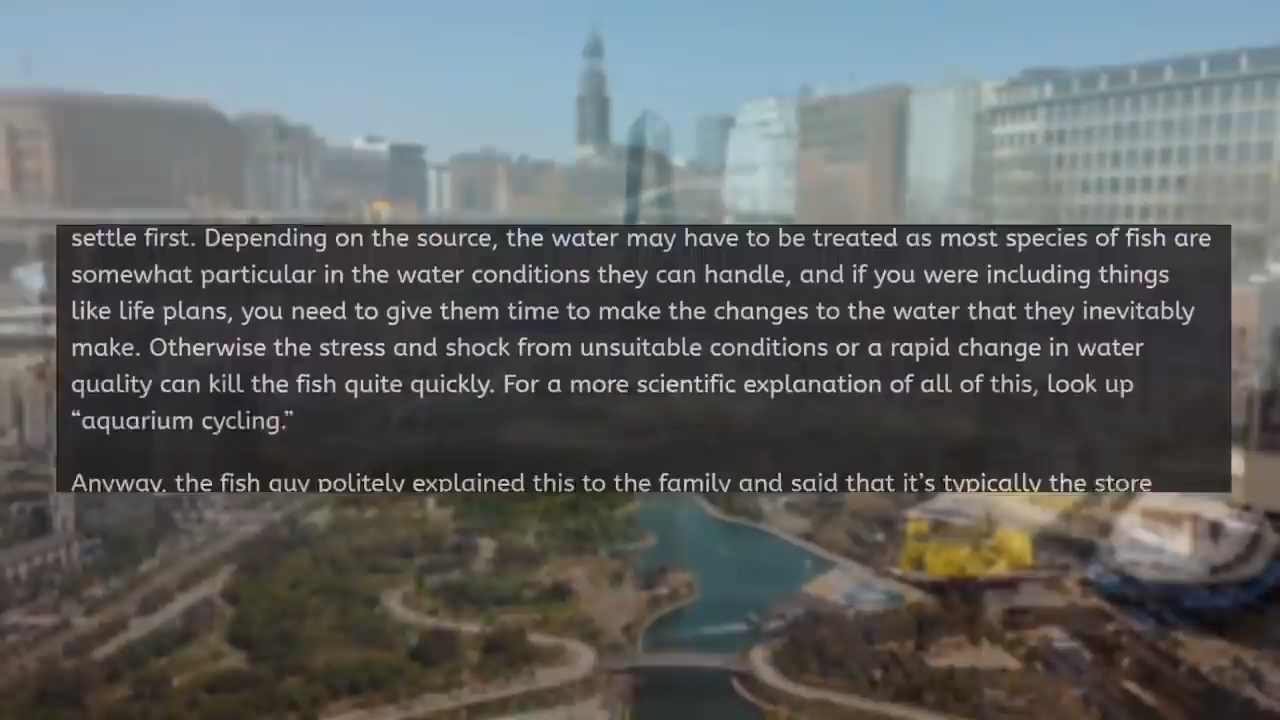 settle first. Depending on the source, the water may have to be treated as most species of fish are
somewhat particular in the water conditions they can handle, and if you were including things
like life plans, you need to give them time to make the changes to the water that they inevitably
make. Otherwise the stress and shock from unsuitable conditions or a rapid change in water
quality can kill the fish quite quickly. For a more scientific explanation of all of this, look up
“aquarium cycling.”
Anyway, the fish guy politely explained this to the family and said that it’s typically the store